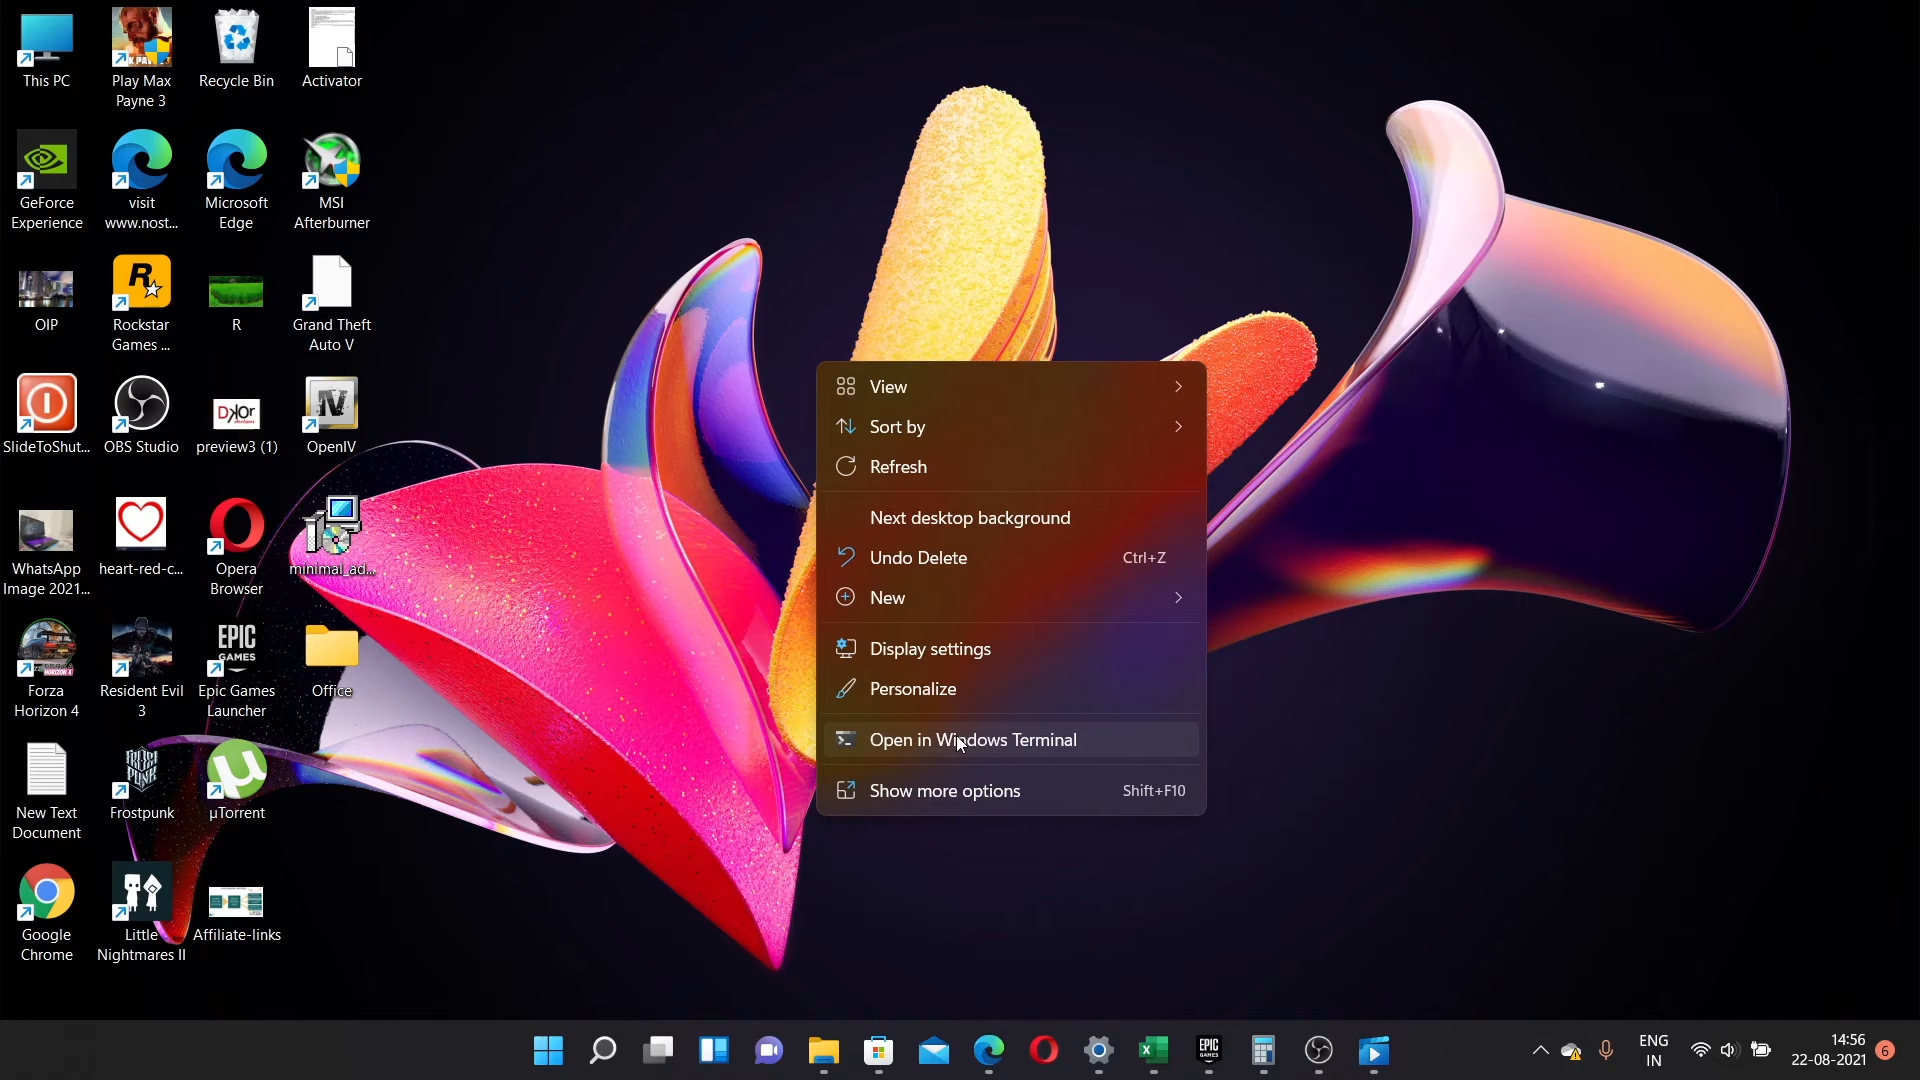 This PC
Play Max
Payne 3
Recycle Bin
Activator
GeForce
Experience
visit
www.nost...
Microsoft
Edge
MSI
Afterburner
OIP
Rockstar
Games ...
R
Grand Theft
Auto V
SlideToShut...
OBS Studio
preview3 (1)
OpenIV
WhatsApp
Image 2021...
heart-red-c...
Opera
Browser
minimal_ad...
Forza
Horizon 4
Resident Evil
3
EPIC
GAMES
Epic Games
Launcher
Office
New Text
Document
Frostpunk
µTorrent
Google
Chrome
Little
Nightmares II
Affiliate-links
View
Sort by
Refresh
Next desktop background
Undo Delete Ctrl+Z
New
Display settings
Personalize
Open in Windows Terminal
Show more options Shift+F10
EPIC
GAMES
ENG
IN
14:56
22-08-2021
6